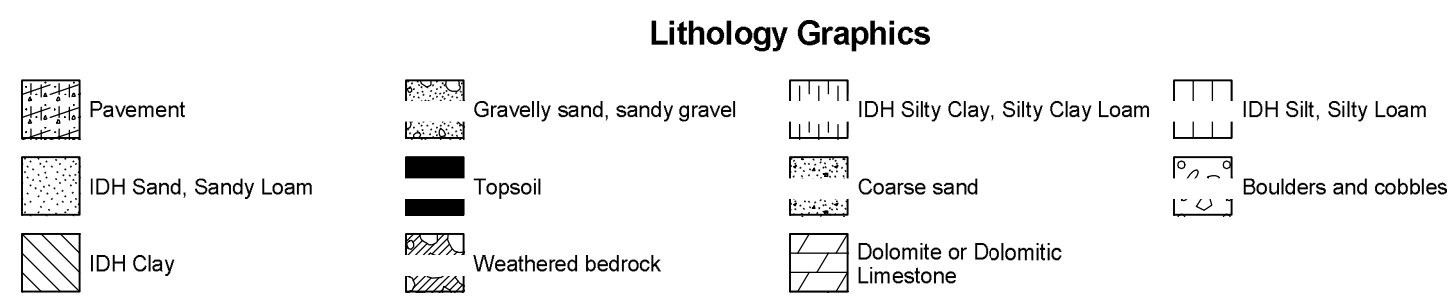 Lithology Graphics
Pavement
Gravelly sand, sandy gravel
IDH Silty Clay, Silty Clay Loam
IDH Silt, Silty Loam
IDH Sand, Sandy Loam
Topsoil
Coarse sand
Boulders and cobbles
IDH Clay
Weathered bedrock
Dolomite or Dolomitic
Limestone